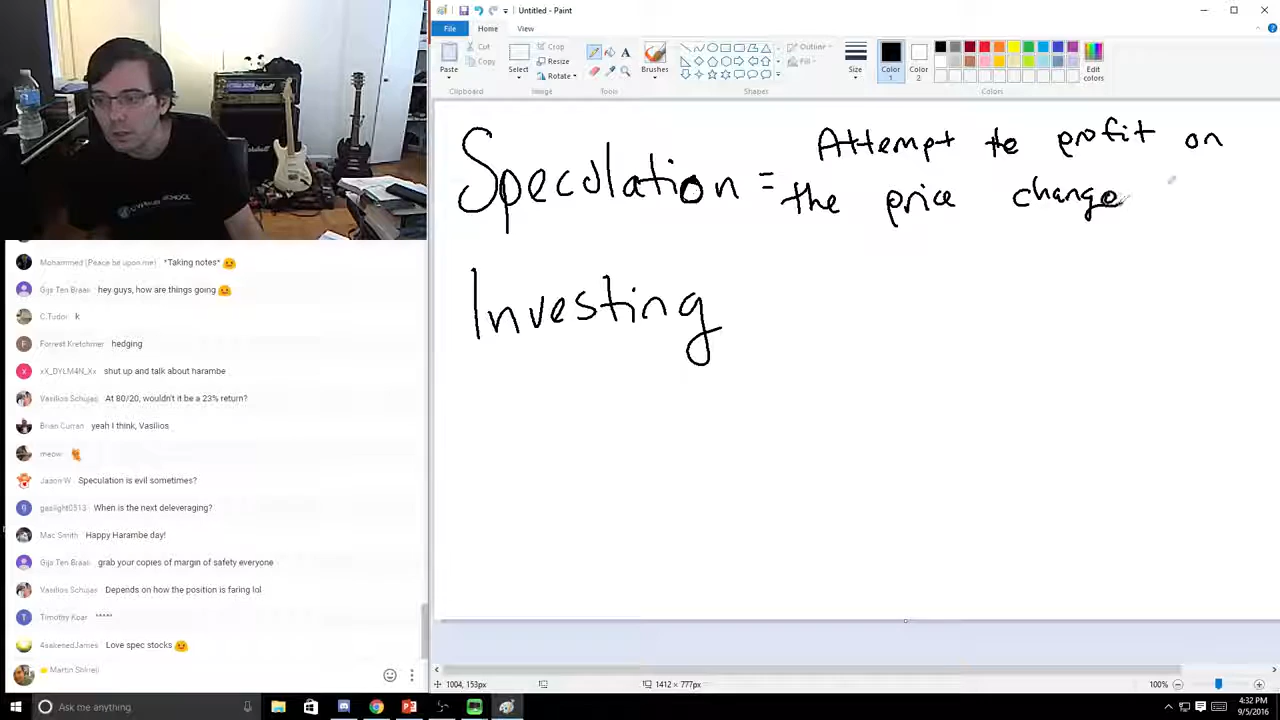 Untitled - Paint
File Home View
Paste Cut Copy Clipboard
Select Crop Resize Rotate Image
Tools
Brushes
Outline Fill Shapes
Size
Color 1 Color 2 Edit colors Colors
Attempt to profit on
Speculation = the price change
Investing
Mohammed (Peace be upon me) *Taking notes*
Gijs Ten Braak hey guys, how are things going
C.Tudor k
Forrest Kretchmer hedging
xX_DYLM4N_Xx shut up and talk about harambe
Vasilios Schujas At 80/20, wouldn't it be a 23% return?
Brian Curran yeah I think, Vasilios
meow
Jason W Speculation is evil sometimes?
gaslight0513 When is the next deleveraging?
Mac Smith Happy Harambe day!
Gijs Ten Braak grab your copies of margin of safety everyone
Vasilios Schujas Depends on how the position is faring lol
Timothy Koar
4sakenedJames Love spec stocks
Martin Shkreli
1004, 153px 1412 × 777px 100%
Ask me anything
4:32 PM
9/5/2016